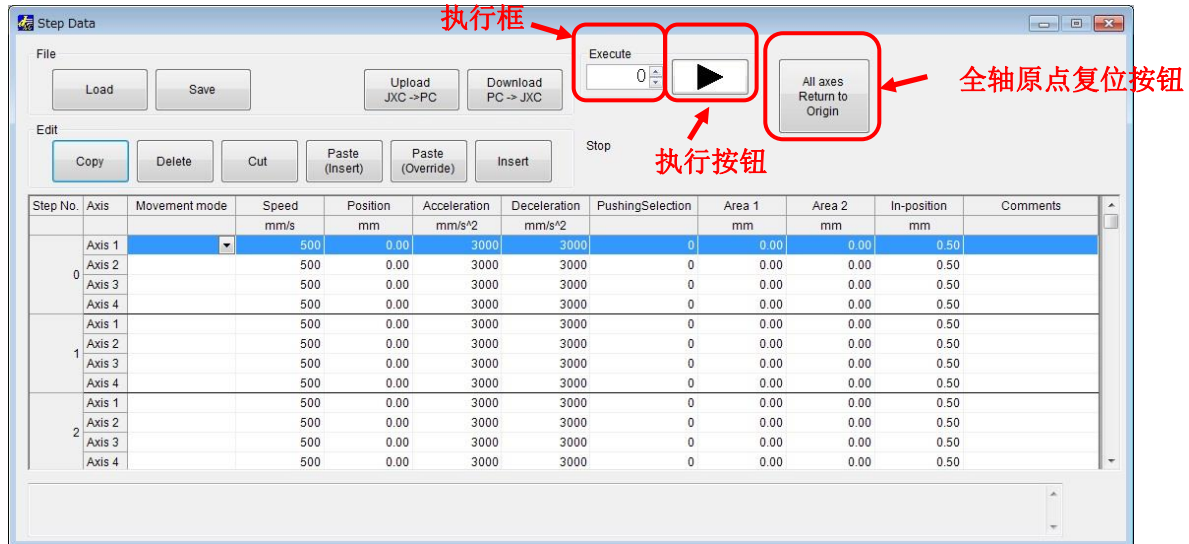 Step Data
执行框
File
Execute
Load
Save
Upload
JXC ->PC
Download
PC -> JXC
0
All axes
Return to
Origin
全轴原点复位按钮
Edit
Copy
Delete
Cut
Paste
(Insert)
Paste
(Override)
Insert
Stop
执行按钮
Step No. Axis Movement mode Speed Position Acceleration Deceleration PushingSelection Area 1 Area 2 In-position Comments
mm/s mm mm/s^2 mm/s^2 mm mm mm
0
Axis 1 500 0.00 3000 3000 0 0.00 0.00 0.50
Axis 2 500 0.00 3000 3000 0 0.00 0.00 0.50
Axis 3 500 0.00 3000 3000 0 0.00 0.00 0.50
Axis 4 500 0.00 3000 3000 0 0.00 0.00 0.50
1
Axis 1 500 0.00 3000 3000 0 0.00 0.00 0.50
Axis 2 500 0.00 3000 3000 0 0.00 0.00 0.50
Axis 3 500 0.00 3000 3000 0 0.00 0.00 0.50
Axis 4 500 0.00 3000 3000 0 0.00 0.00 0.50
2
Axis 1 500 0.00 3000 3000 0 0.00 0.00 0.50
Axis 2 500 0.00 3000 3000 0 0.00 0.00 0.50
Axis 3 500 0.00 3000 3000 0 0.00 0.00 0.50
Axis 4 500 0.00 3000 3000 0 0.00 0.00 0.50